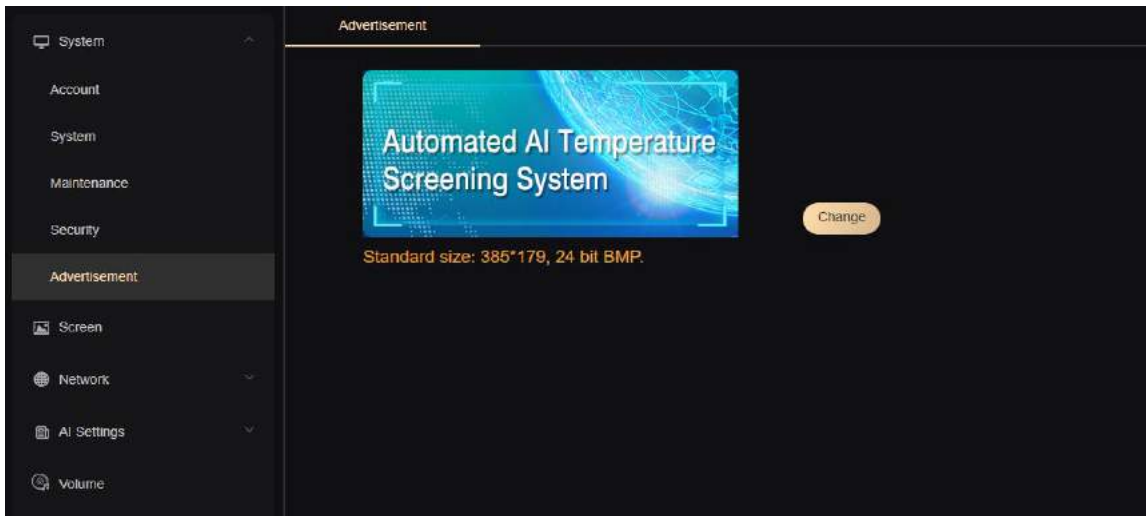 System
Account
System
Maintenance
Security
Advertisement
Screen
Network
AI Settings
Volume
Advertisement
Automated AI Temperature
Screening System
Change
Standard size: 385*179, 24 bit BMP.